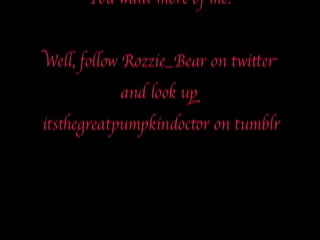 You want more of me?
Well, follow Rozzie_Bear on twitter
and look up
itsthegreatpumpkindoctor on tumblr